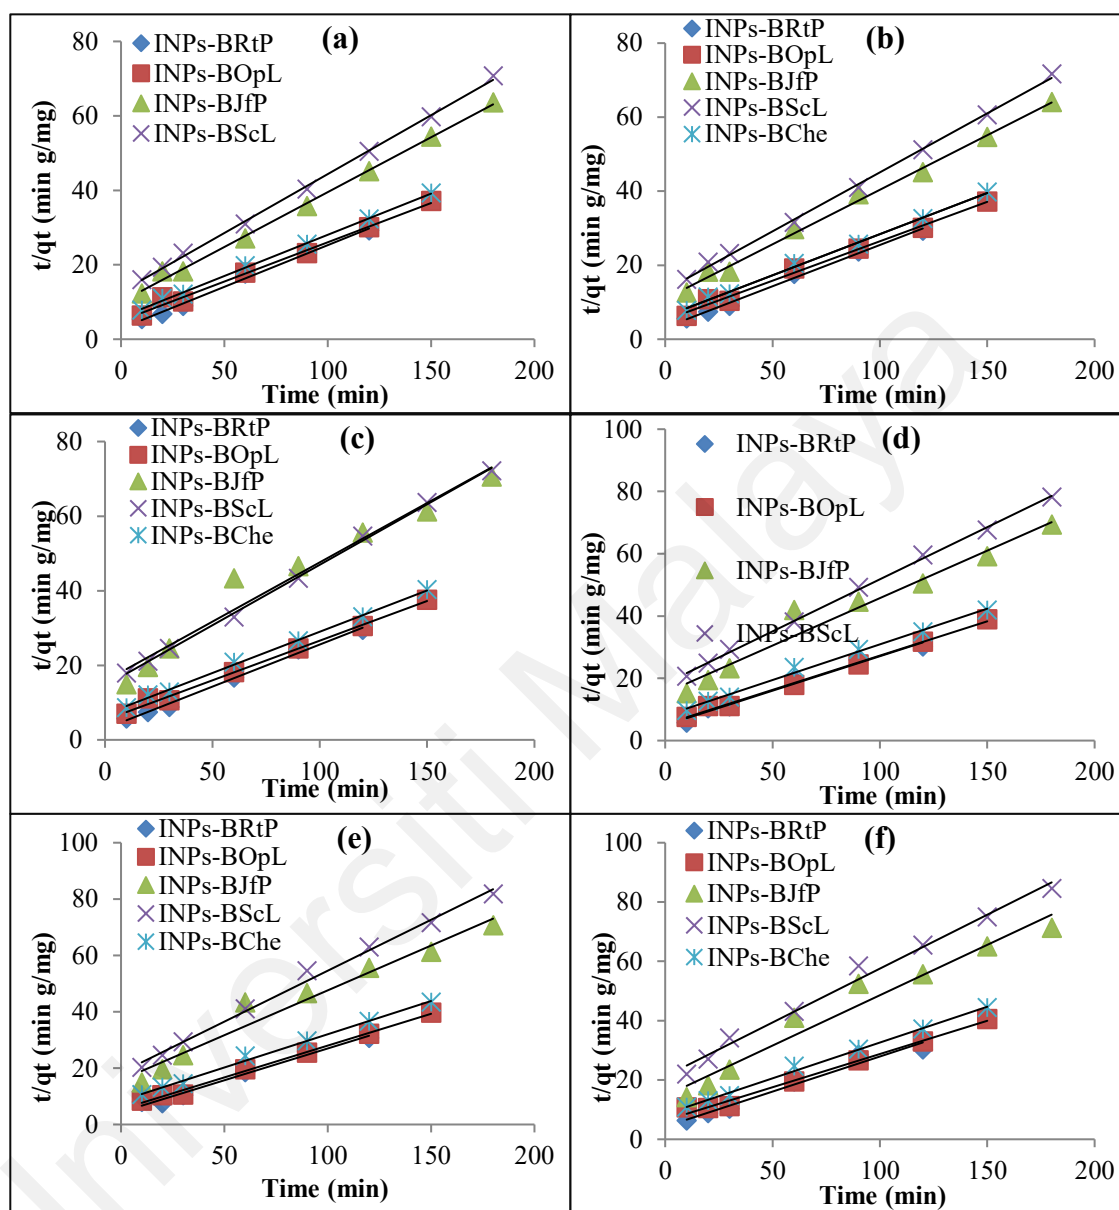 (a)
INPs-BRtP
INPs-BOpL
INPs-BJfP
INPs-BScL
t/qt (min g/mg)
80
60
40
20
0
0 50 100 150 200
Time (min)
(b)
INPs-BRtP
INPs-BOpL
INPs-BJfP
INPs-BScL
INPs-BChe
t/qt (min g/mg)
80
60
40
20
0
0 50 100 150 200
Time (min)
(c)
INPs-BRtP
INPs-BOpL
INPs-BJfP
INPs-BScL
INPs-BChe
t/qt (min g/mg)
80
60
40
20
0
0 50 100 150 200
Time (min)
(d)
INPs-BRtP
INPs-BOpL
INPs-BJfP
INPs-BScL
t/qt (min g/mg)
100
80
60
40
20
0
0 50 100 150 200
Time (min)
(e)
INPs-BRtP
INPs-BOpL
INPs-BJfP
INPs-BScL
INPs-BChe
t/qt (min g/mg)
100
80
60
40
20
0
0 50 100 150 200
Time (min)
(f)
INPs-BRtP
INPs-BOpL
INPs-BJfP
INPs-BScL
INPs-BChe
t/qt (min g/mg)
100
80
60
40
20
0
0 50 100 150 200
Time (min)
niversiti Malaya